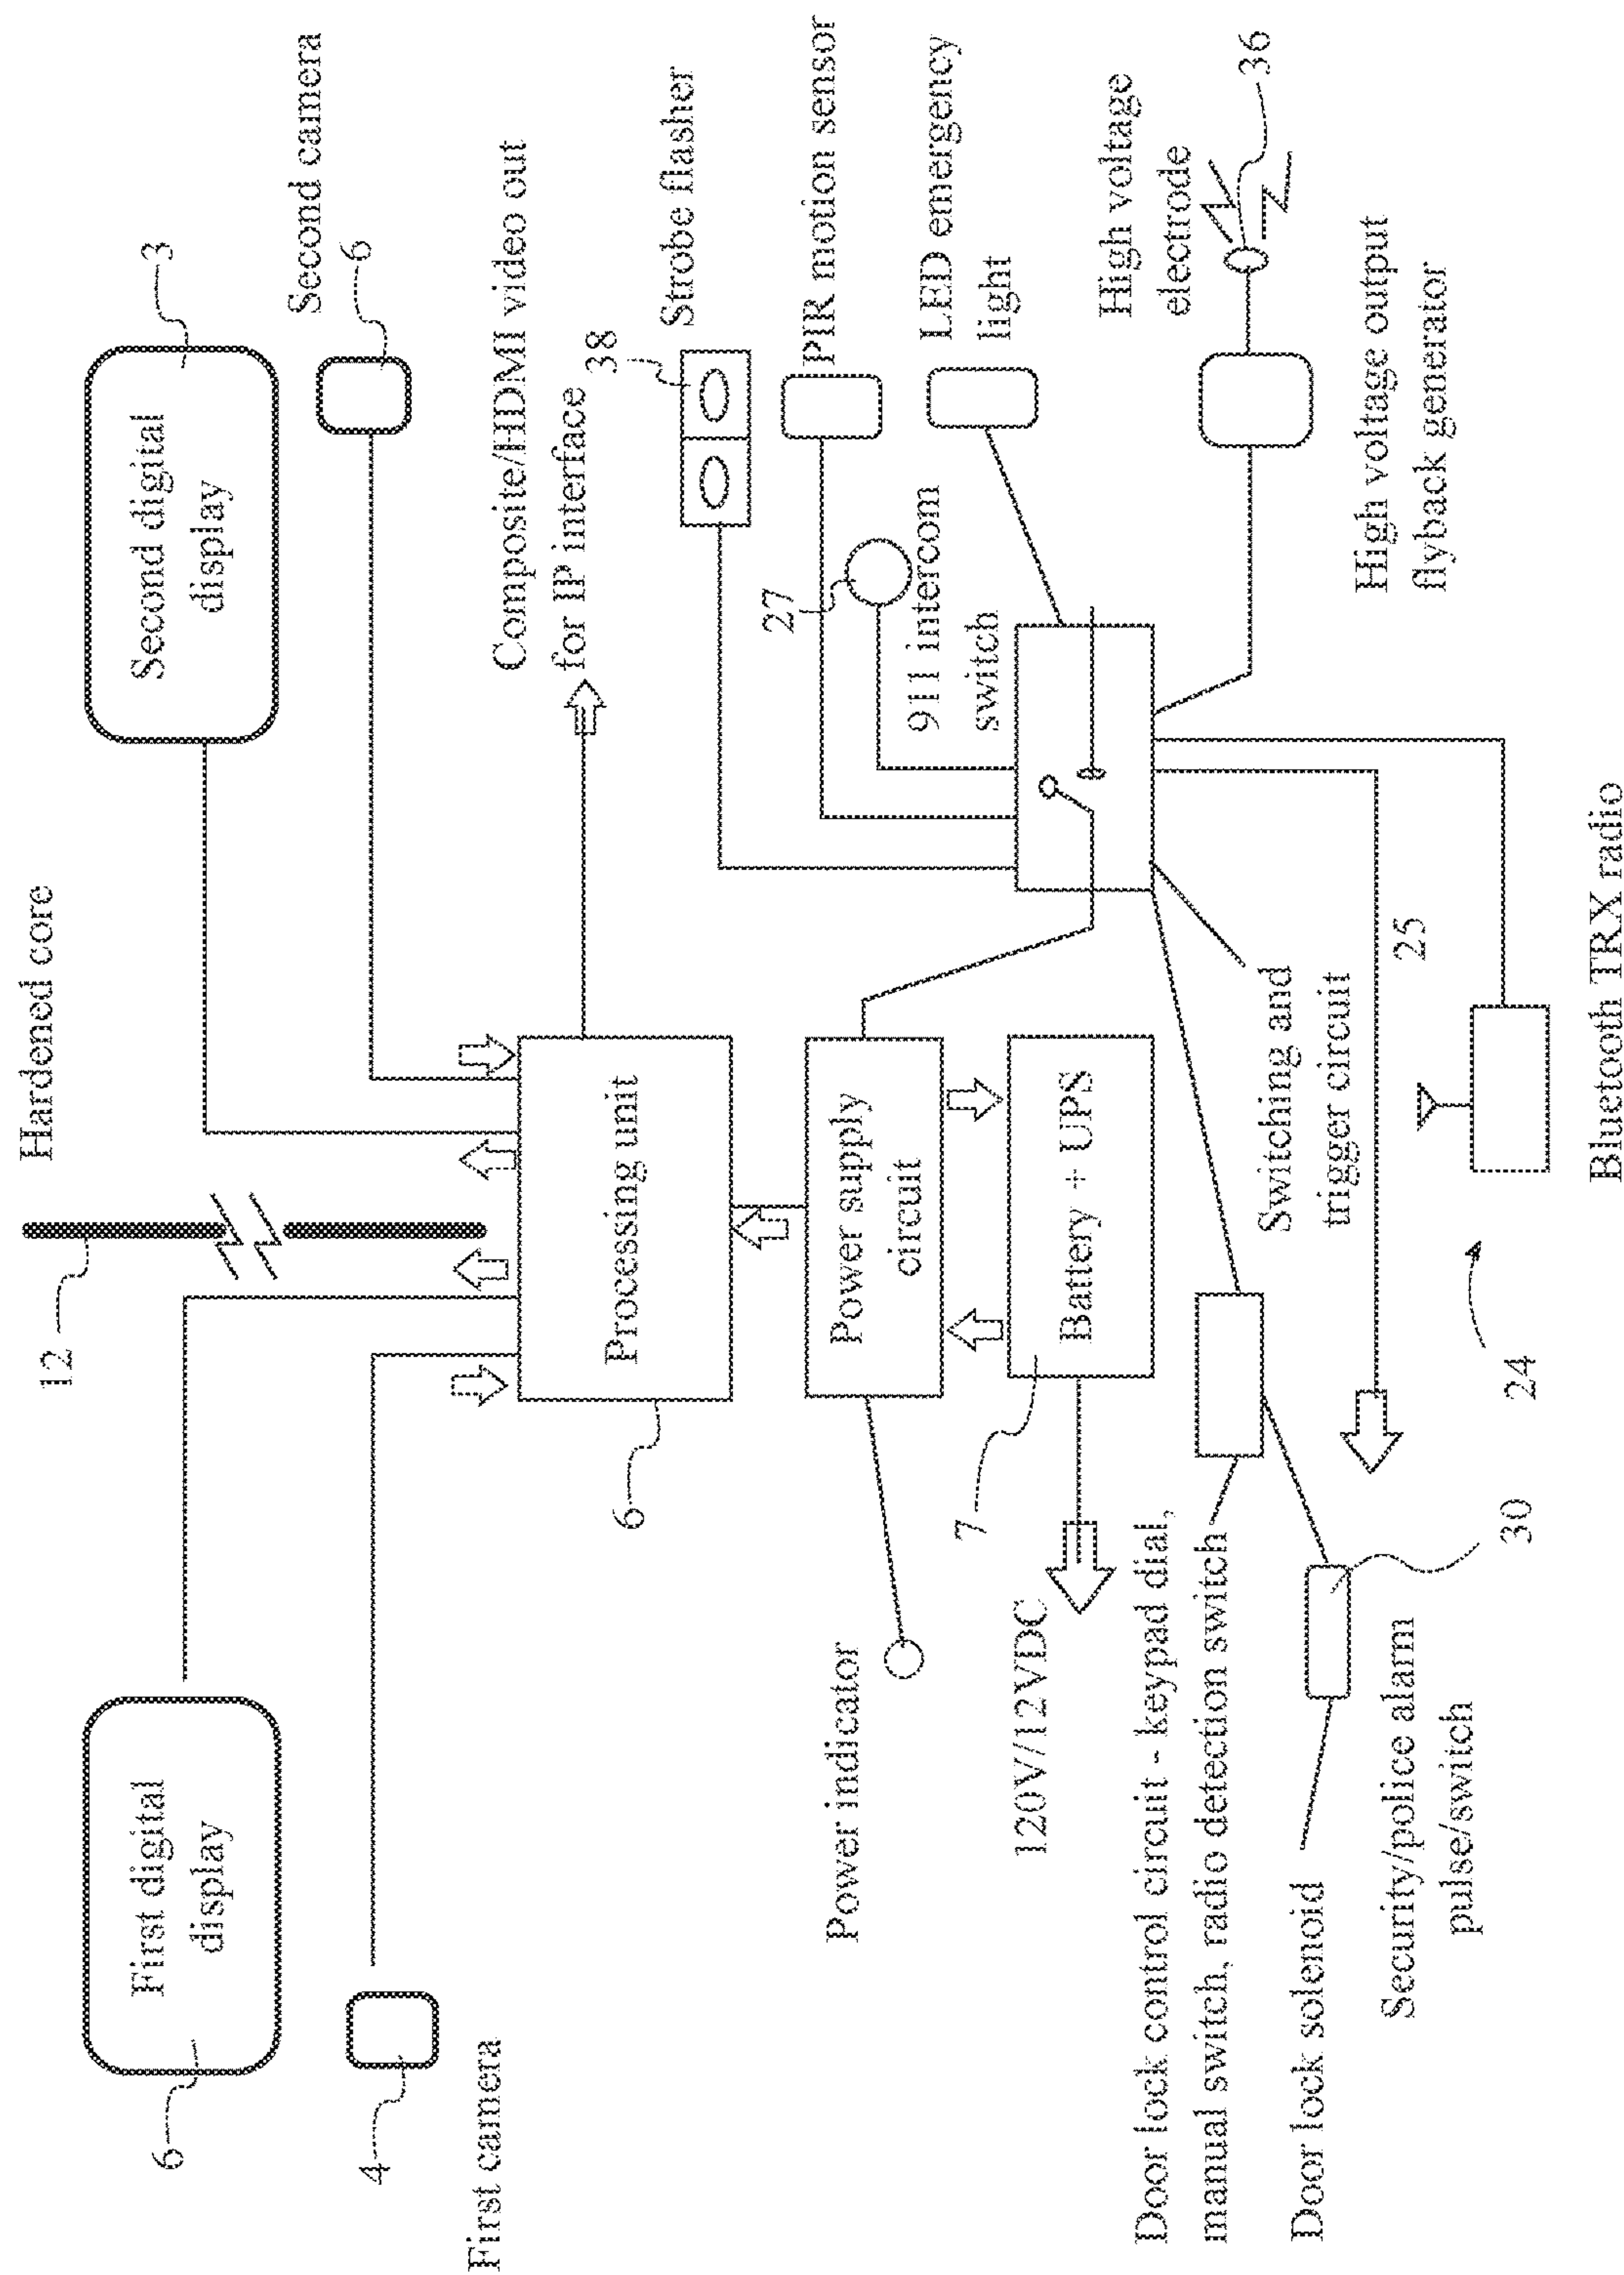 Hardened core
12
First digital
display
6
Second digital
display
3
4
First camera
Second camera
6
Processing unit
6
Composite/HDMI video out
for IP interface
38
Strobe flasher
PIR motion sensor
27
911 intercom
switch
LED emergency
light
High voltage
electrode
36
High voltage output
flyback generator
Power supply
circuit
Power indicator
Battery + UPS
7
120V/12VDC
Door lock control circuit - keypad dial,
manual switch, radio detection switch
Door lock solenoid
30
Security/police alarm
pulse/switch
Switching and
trigger circuit
25
24
Bluetooth TRX radio